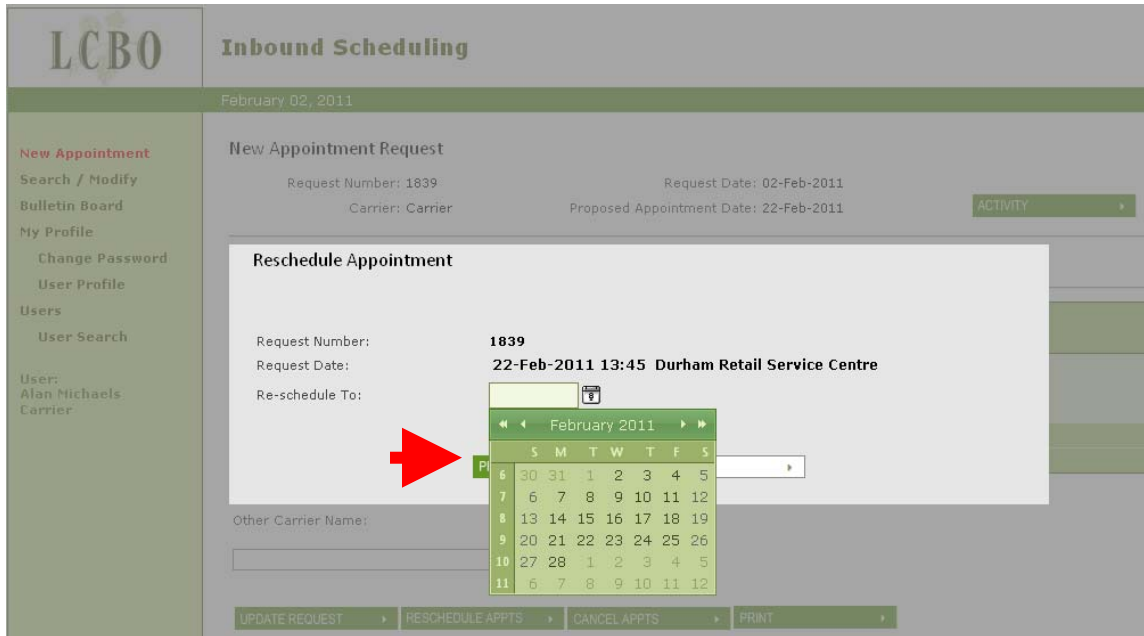 LCBO
Inbound Scheduling
February 02, 2011
New Appointment
Search / Modify
Bulletin Board
My Profile
Change Password
User Profile
Users
User Search
User:
Alan Michaels
Carrier
New Appointment Request
Request Number: 1839 Request Date: 02-Feb-2011
Carrier: Carrier Proposed Appointment Date: 22-Feb-2011
ACTIVITY
Reschedule Appointment
Request Number: 1839
Request Date: 22-Feb-2011 13:45 Durham Retail Service Centre
Re-schedule To:
February 2011
S M T W T F S
6 30 31 1 2 3 4 5
7 6 7 8 9 10 11 12
8 13 14 15 16 17 18 19
9 20 21 22 23 24 25 26
10 27 28 1 2 3 4 5
11 6 7 8 9 10 11 12
Other Carrier Name:
UPDATE REQUEST RESCHEDULE APPTS CANCEL APPTS PRINT